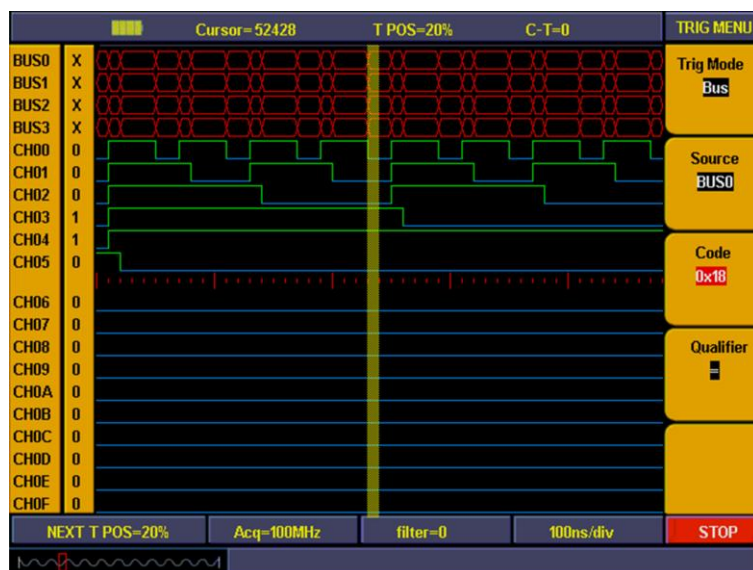 Cursor=52428 T POS=20% C-T=0 TRIG MENU
BUS0 X
BUS1 X
BUS2 X
BUS3 X
CH00 0
CH01 0
CH02 0
CH03 1
CH04 1
CH05 0
CH06 0
CH07 0
CH08 0
CH09 0
CH0A 0
CH0B 0
CH0C 0
CH0D 0
CH0E 0
CH0F 0
Trig Mode
Bus
Source
BUS0
Code
0x18
Qualifier
=
NEXT T POS=20% Acq=100MHz filter=0 100ns/div STOP